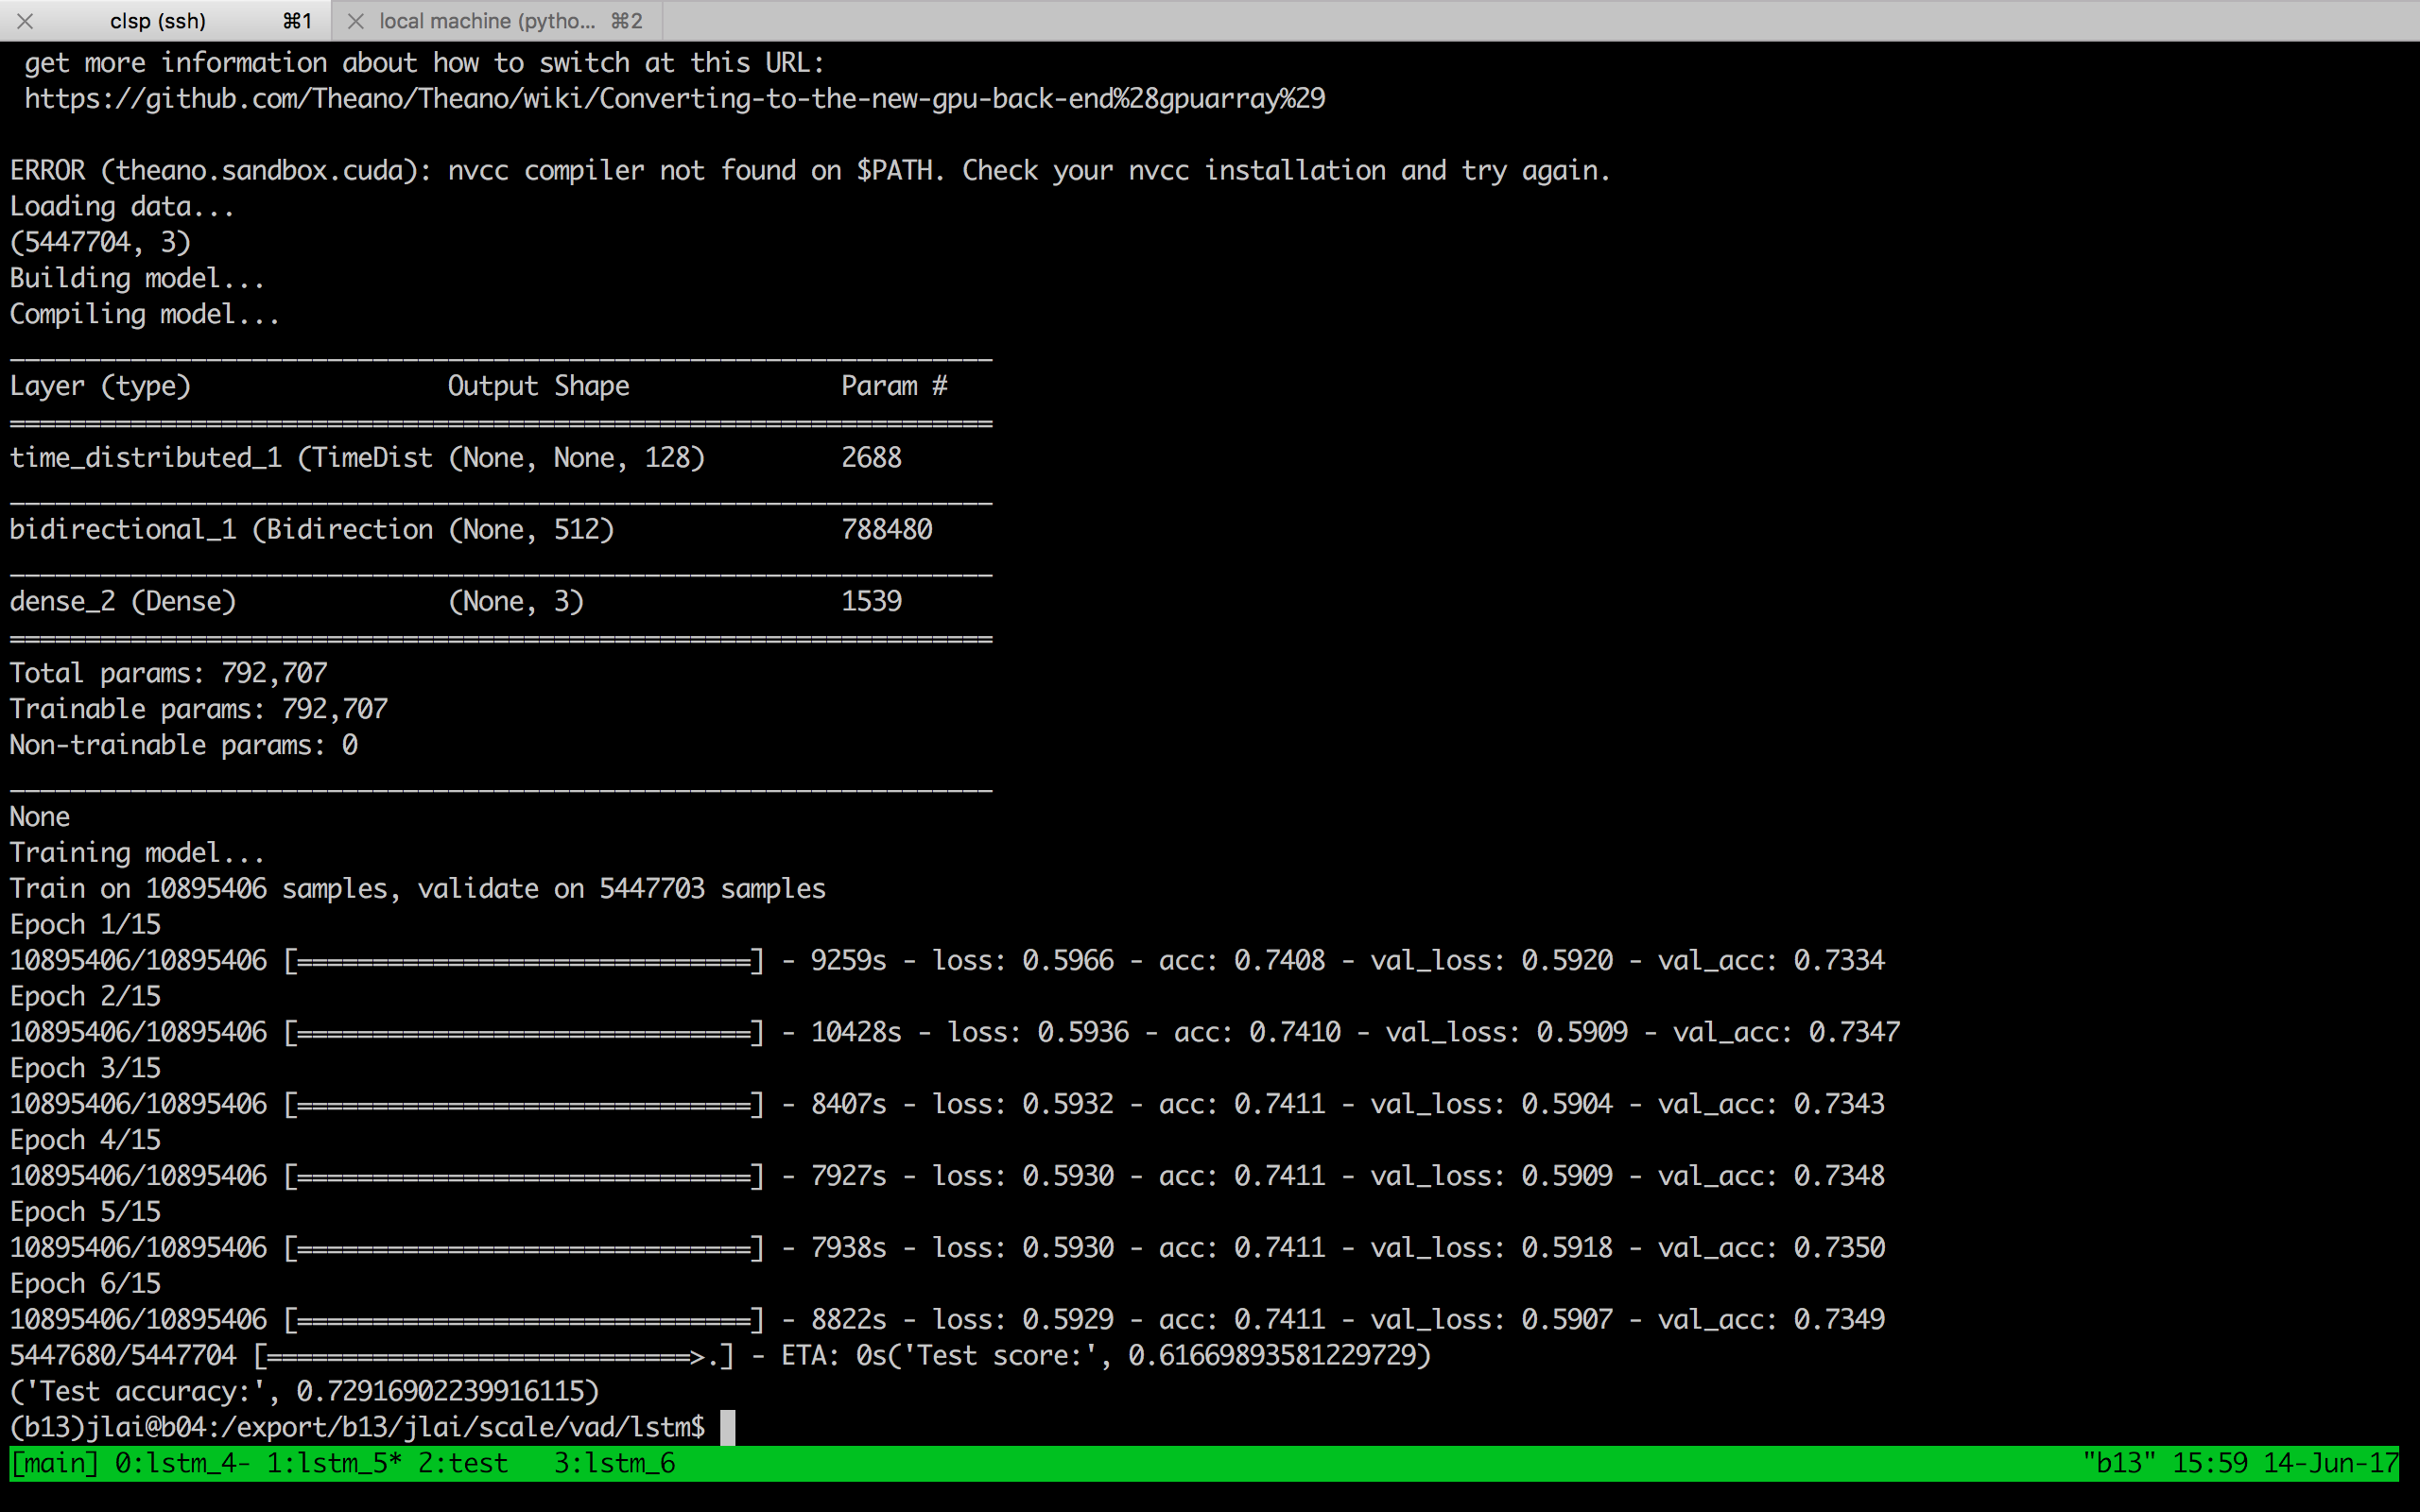 clsp (ssh) ⌘1 local machine (pytho... ⌘2
get more information about how to switch at this URL:
https://github.com/Theano/Theano/wiki/Converting-to-the-new-gpu-back-end%28gpuarray%29
ERROR (theano.sandbox.cuda): nvcc compiler not found on $PATH. Check your nvcc installation and try again.
Loading data...
(5447704, 3)
Building model...
Compiling model...
_________________________________________________________________
Layer (type)                 Output Shape              Param #
=================================================================
time_distributed_1 (TimeDist (None, None, 128)         2688
_________________________________________________________________
bidirectional_1 (Bidirection (None, 512)               788480
_________________________________________________________________
dense_2 (Dense)              (None, 3)                 1539
=================================================================
Total params: 792,707
Trainable params: 792,707
Non-trainable params: 0
_________________________________________________________________
None
Training model...
Train on 10895406 samples, validate on 5447703 samples
Epoch 1/15
10895406/10895406 [==============================] - 9259s - loss: 0.5966 - acc: 0.7408 - val_loss: 0.5920 - val_acc: 0.7334
Epoch 2/15
10895406/10895406 [==============================] - 10428s - loss: 0.5936 - acc: 0.7410 - val_loss: 0.5909 - val_acc: 0.7347
Epoch 3/15
10895406/10895406 [==============================] - 8407s - loss: 0.5932 - acc: 0.7411 - val_loss: 0.5904 - val_acc: 0.7343
Epoch 4/15
10895406/10895406 [==============================] - 7927s - loss: 0.5930 - acc: 0.7411 - val_loss: 0.5909 - val_acc: 0.7348
Epoch 5/15
10895406/10895406 [==============================] - 7938s - loss: 0.5930 - acc: 0.7411 - val_loss: 0.5918 - val_acc: 0.7350
Epoch 6/15
10895406/10895406 [==============================] - 8822s - loss: 0.5929 - acc: 0.7411 - val_loss: 0.5907 - val_acc: 0.7349
5447680/5447704 [============================>.] - ETA: 0s('Test score:', 0.61669893581229729)
('Test accuracy:', 0.72916902239916115)
(b13)jlai@b04:/export/b13/jlai/scale/vad/lstm$
[main] 0:lstm_4- 1:lstm_5* 2:test   3:lstm_6 "b13" 15:59 14-Jun-17